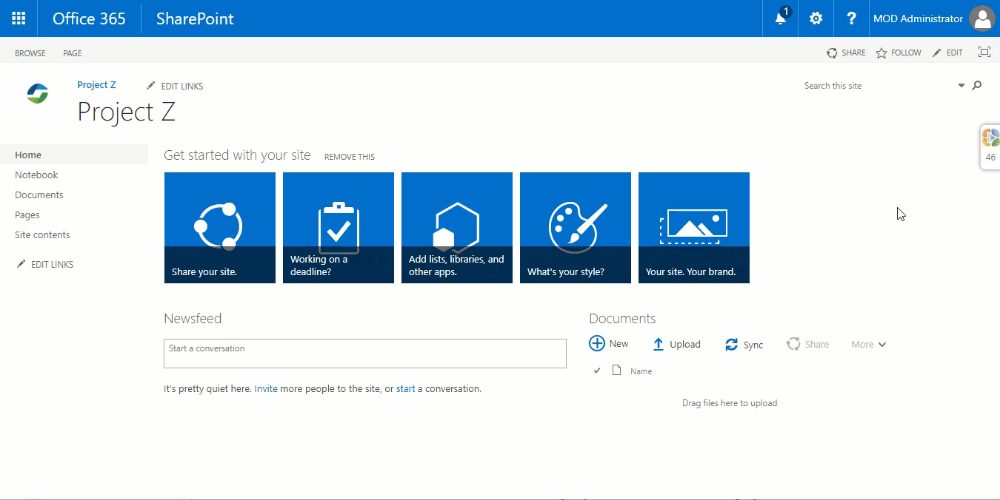 Office 365 SharePoint 1 ? MOD Administrator
BROWSE PAGE SHARE FOLLOW EDIT
Project Z EDIT LINKS Search this site
Project Z
46
Home
Notebook
Documents
Pages
Site contents
EDIT LINKS
Get started with your site REMOVE THIS
Share your site.
Working on a
deadline?
Add lists, libraries, and
other apps.
What's your style?
Your site. Your brand.
Newsfeed
Start a conversation
It's pretty quiet here. Invite more people to the site, or start a conversation.
Documents
New Upload Sync Share More
Name
Drag files here to upload